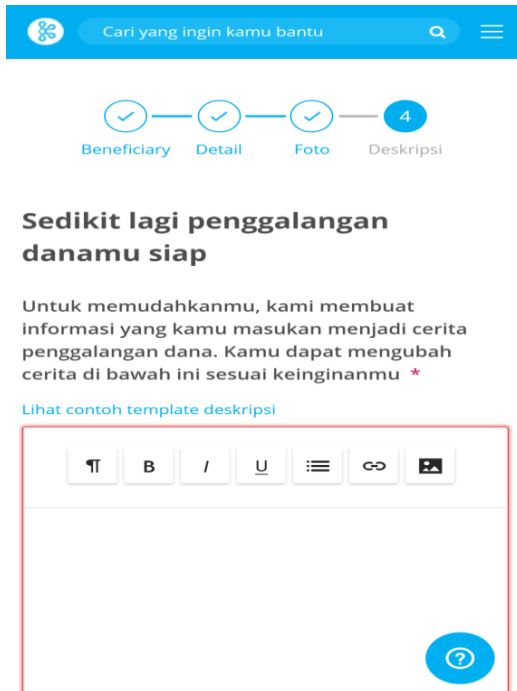 Cari yang ingin kamu bantu
4
Beneficiary Detail Foto Deskripsi
Sedikit lagi penggalangan
danamu siap
Untuk memudahkanmu, kami membuat
informasi yang kamu masukan menjadi cerita
penggalangan dana. Kamu dapat mengubah
cerita di bawah ini sesuai keinginanmu *
Lihat contoh template deskripsi
¶ B I U
?